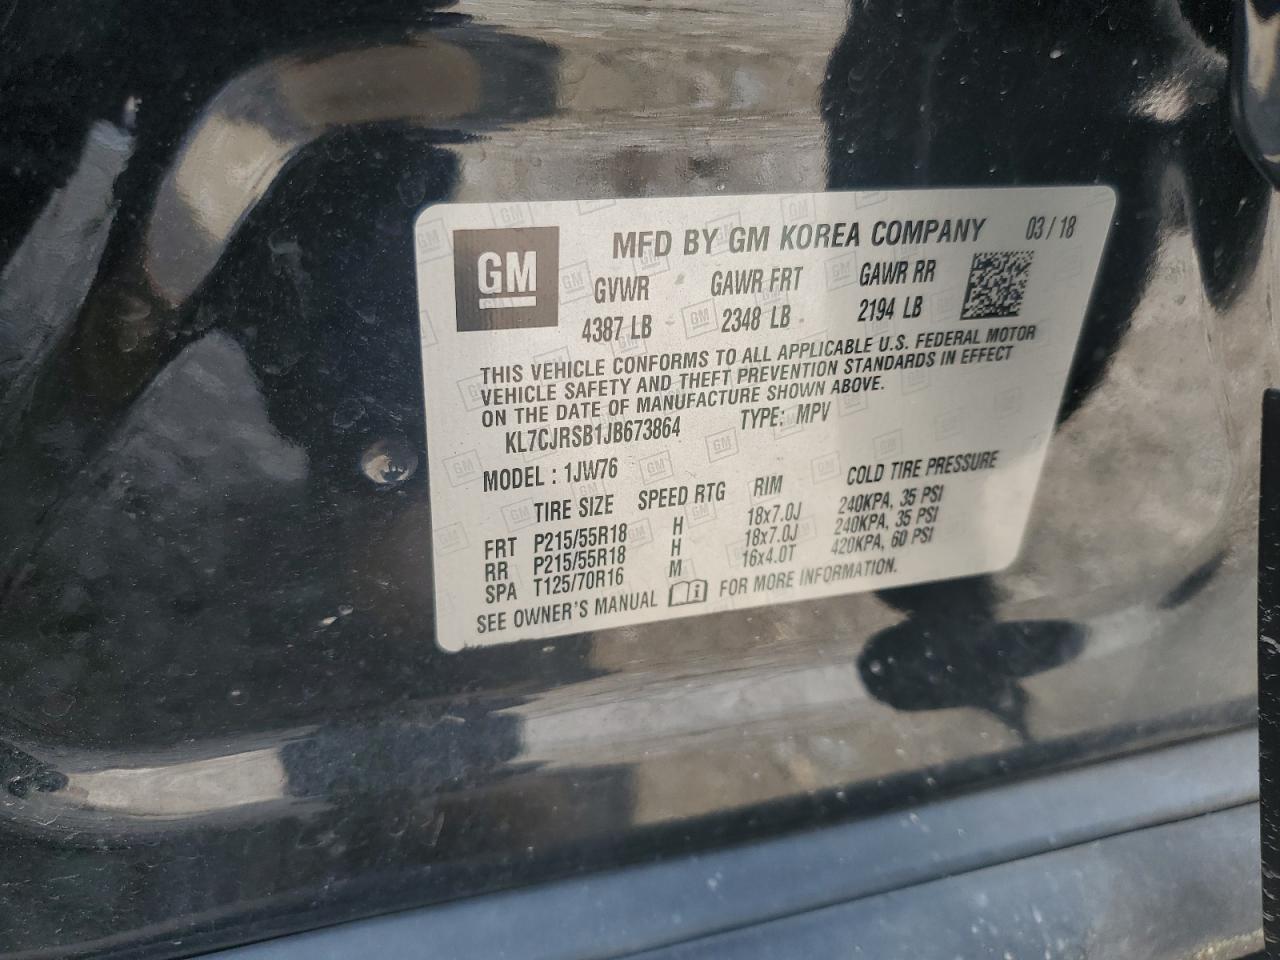 GM
MFD BY GM KOREA COMPANY 03 / 18
GVWR GAWR FRT GAWR RR
4387 LB 2348 LB 2194 LB
THIS VEHICLE CONFORMS TO ALL APPLICABLE U.S. FEDERAL MOTOR
VEHICLE SAFETY AND THEFT PREVENTION STANDARDS IN EFFECT
ON THE DATE OF MANUFACTURE SHOWN ABOVE.
KL7CJRSB1JB673864 TYPE: MPV
MODEL : 1JW76
TIRE SIZE SPEED RTG RIM COLD TIRE PRESSURE
FRT P215/55R18 H 18x7.0J 240KPA, 35 PSI
RR P215/55R18 H 18x7.0J 240KPA, 35 PSI
SPA T125/70R16 M 16x4.0T 420KPA, 60 PSI
SEE OWNER'S MANUAL FOR MORE INFORMATION.